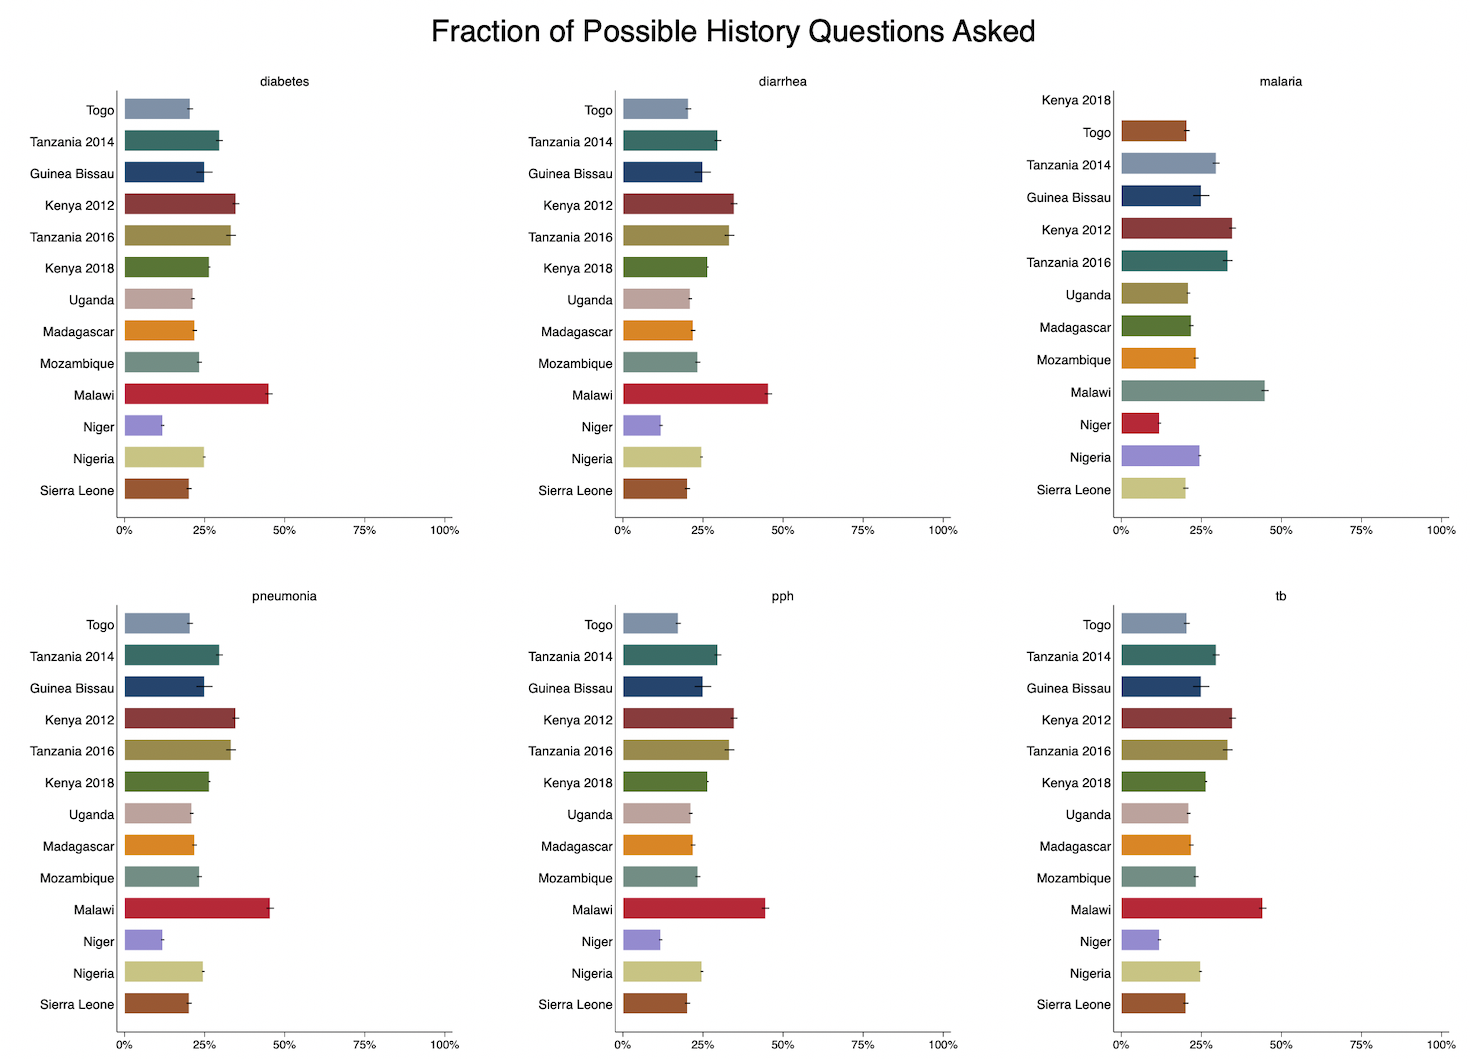 Fraction of Possible History Questions Asked
diabetes
Togo
Tanzania 2014
Guinea Bissau
Kenya 2012
Tanzania 2016
Kenya 2018
Uganda
Madagascar
Mozambique
Malawi
Niger
Nigeria
Sierra Leone
0% 25% 50% 75% 100%
diarrhea
Togo
Tanzania 2014
Guinea Bissau
Kenya 2012
Tanzania 2016
Kenya 2018
Uganda
Madagascar
Mozambique
Malawi
Niger
Nigeria
Sierra Leone
0% 25% 50% 75% 100%
malaria
Kenya 2018
Togo
Tanzania 2014
Guinea Bissau
Kenya 2012
Tanzania 2016
Uganda
Madagascar
Mozambique
Malawi
Niger
Nigeria
Sierra Leone
0% 25% 50% 75% 100%
pneumonia
Togo
Tanzania 2014
Guinea Bissau
Kenya 2012
Tanzania 2016
Kenya 2018
Uganda
Madagascar
Mozambique
Malawi
Niger
Nigeria
Sierra Leone
0% 25% 50% 75% 100%
pph
Togo
Tanzania 2014
Guinea Bissau
Kenya 2012
Tanzania 2016
Kenya 2018
Uganda
Madagascar
Mozambique
Malawi
Niger
Nigeria
Sierra Leone
0% 25% 50% 75% 100%
tb
Togo
Tanzania 2014
Guinea Bissau
Kenya 2012
Tanzania 2016
Kenya 2018
Uganda
Madagascar
Mozambique
Malawi
Niger
Nigeria
Sierra Leone
0% 25% 50% 75% 100%